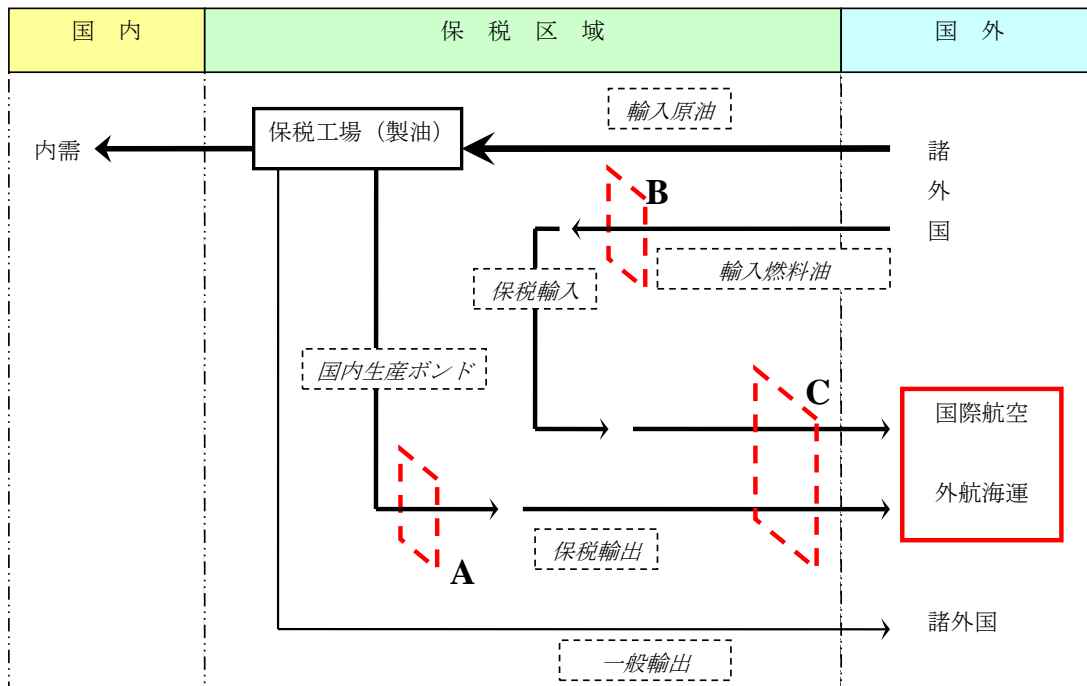 国 内
保 税 区 域
国 外
輸入原油
保税工場（製油）
内需
諸
外
国
B
輸入燃料油
保税輸入
国内生産ボンド
C
国際航空
外航海運
保税輸出
A
諸外国
一般輸出